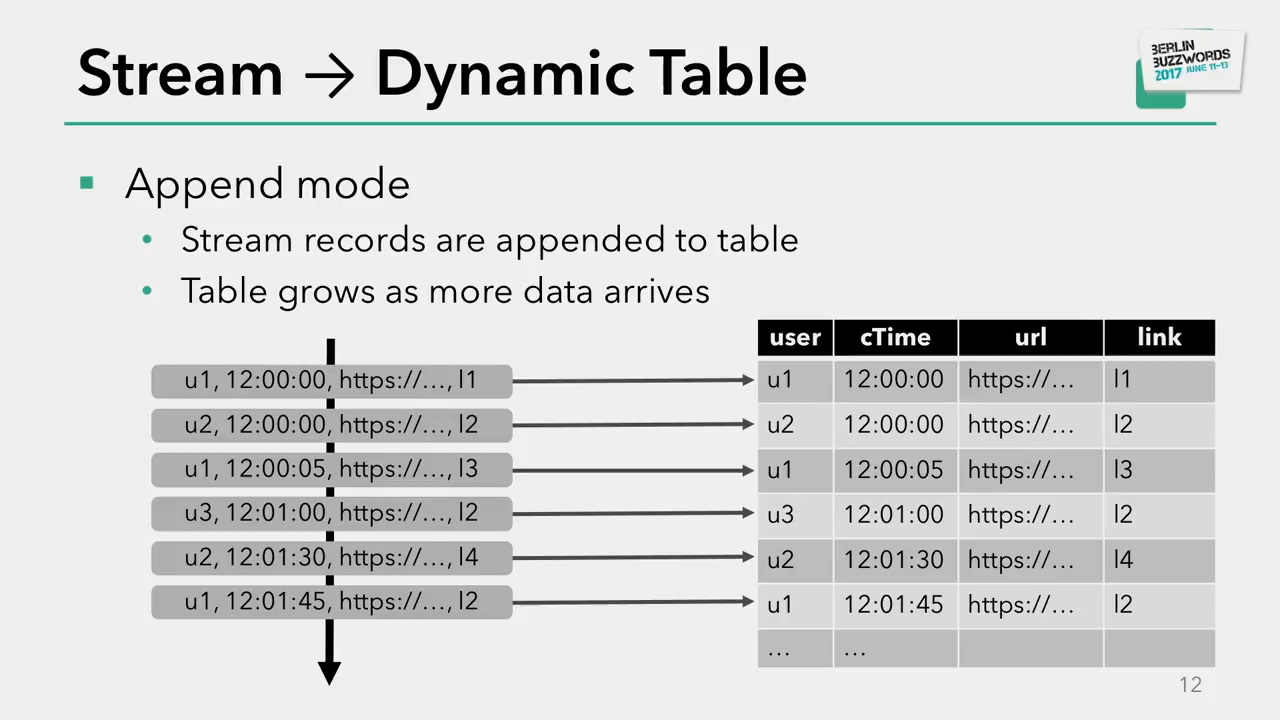 Stream → Dynamic Table
BERLIN
BUZZWORDS
2017 JUNE 11-13
Append mode
Stream records are appended to table
Table grows as more data arrives
u1, 12:00:00, https://…, l1
u2, 12:00:00, https://…, l2
u1, 12:00:05, https://…, l3
u3, 12:01:00, https://…, l2
u2, 12:01:30, https://…, l4
u1, 12:01:45, https://…, l2
user cTime url link
u1 12:00:00 https://… l1
u2 12:00:00 https://… l2
u1 12:00:05 https://… l3
u3 12:01:00 https://… l2
u2 12:01:30 https://… l4
u1 12:01:45 https://… l2
… …
12